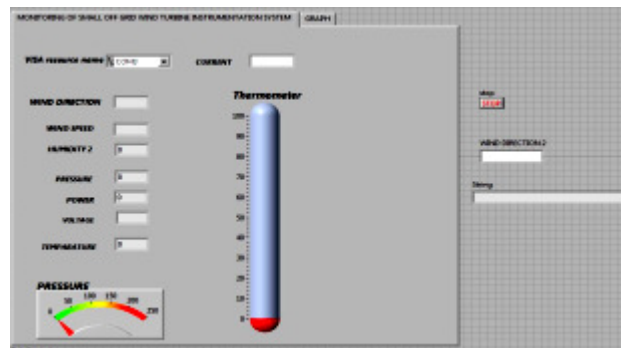 MONITORING OF SMALL OFF GRID WIND TURBINE INSTRUMENTATION SYSTEM
GRAPH
VISA resource name
CURRENT
WIND DIRECTION
WIND SPEED
HUMIDITY 2
0
PRESSURE
0
POWER
0
VOLTAGE
TEMPERATURE
0
Thermometer
100
90
80
70
60
50
40
30
20
10
0
PRESSURE
0
50
100
150
200
250
stop
STOP
WIND DIRECTION 2
String